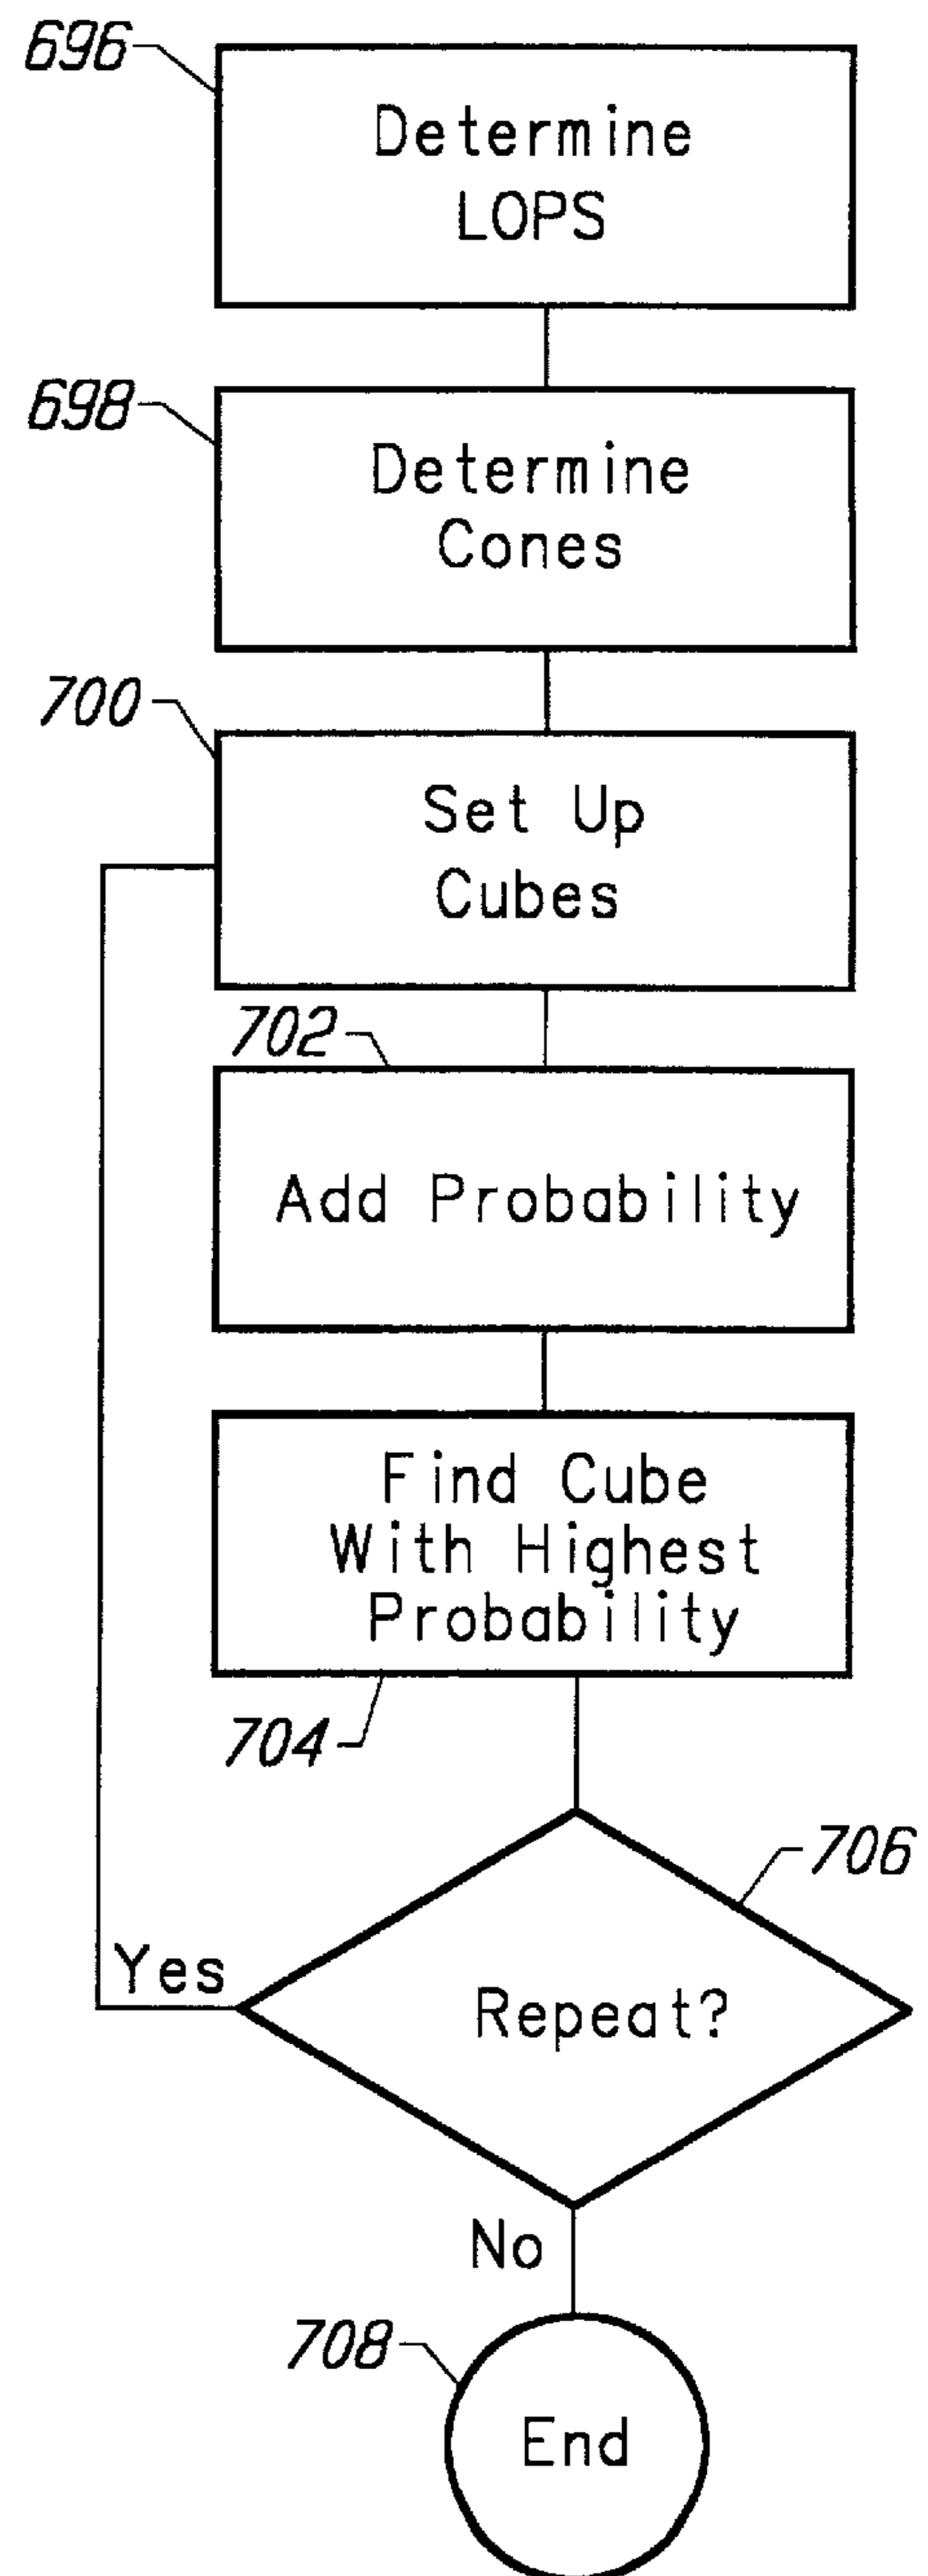 696
Determine
LOPS
698
Determine
Cones
700
Set Up
Cubes
702
Add Probability
Find Cube
With Highest
Probability
704
706
Yes
Repeat?
No
708
End